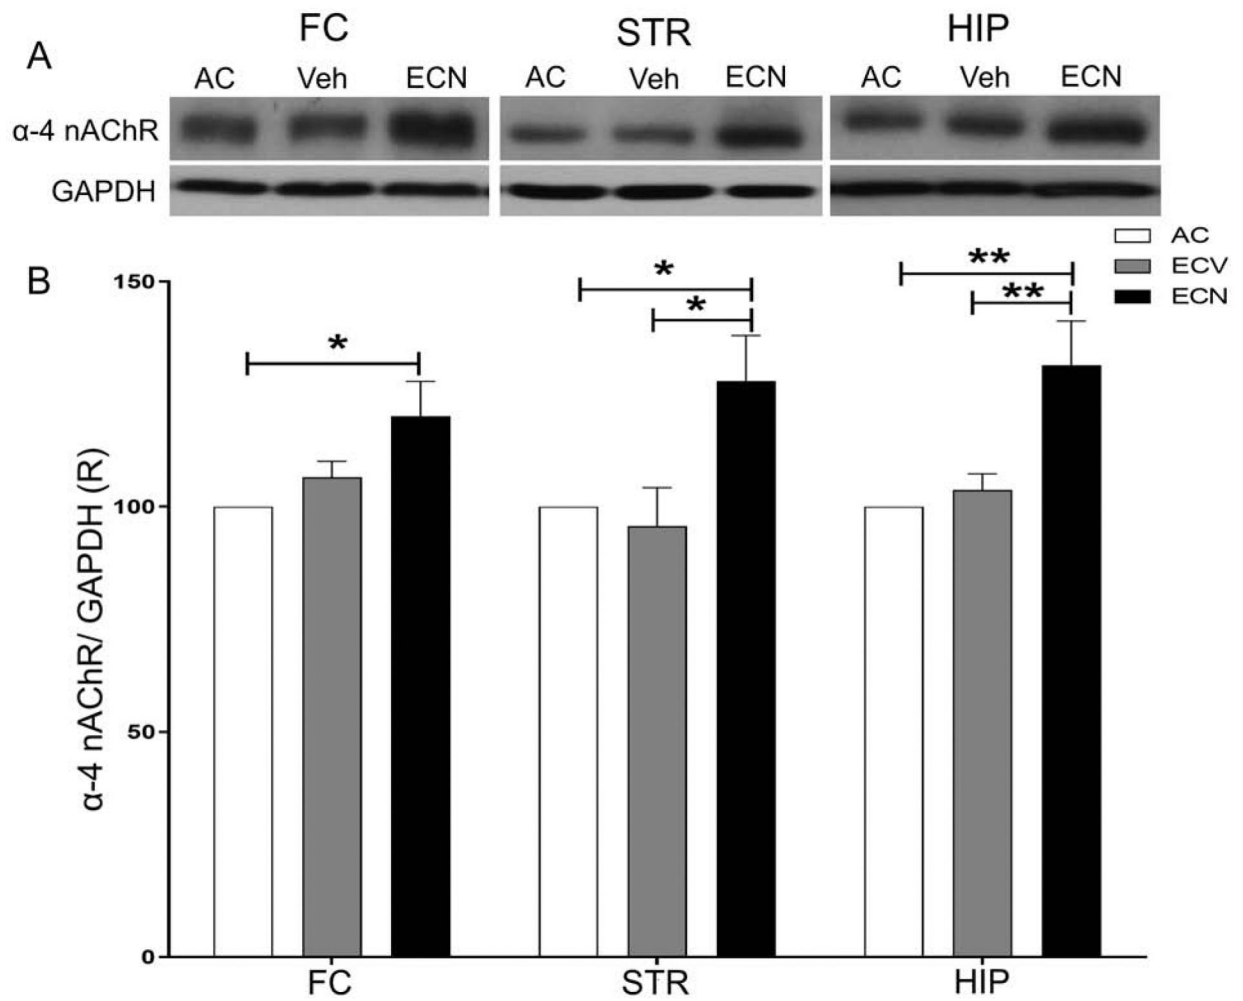 FC STR HIP
A
AC Veh ECN AC Veh ECN AC Veh ECN
α-4 nAChR
GAPDH
AC
ECV
ECN
B
** 
*
**
*
*
150
100
50
0
α-4 nAChR/ GAPDH (R)
FC STR HIP